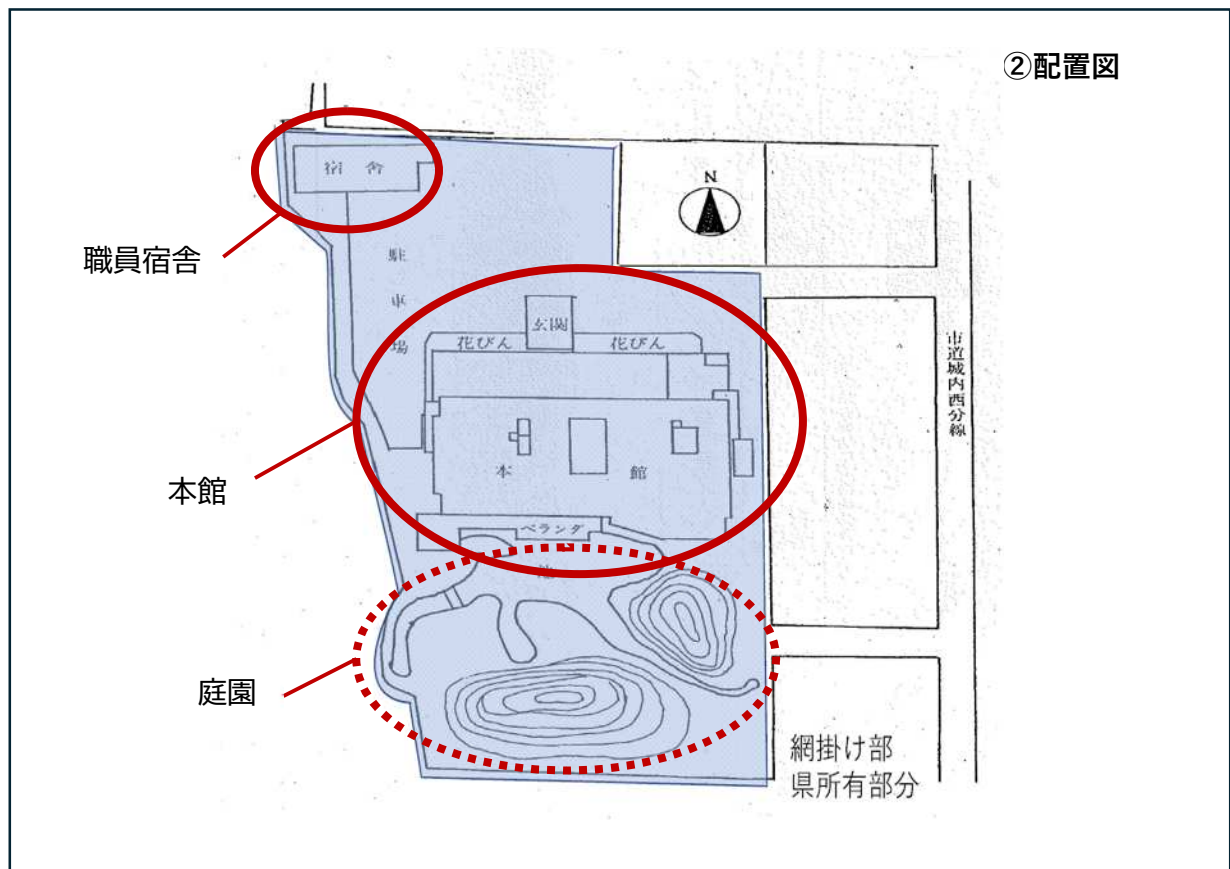 ②配置図
宿舎
N
職員宿舎
駐車場
玄関
花びん
花びん
市道城内西分線
本館
本館
ベランダ
池
庭園
網掛け部
県所有部分